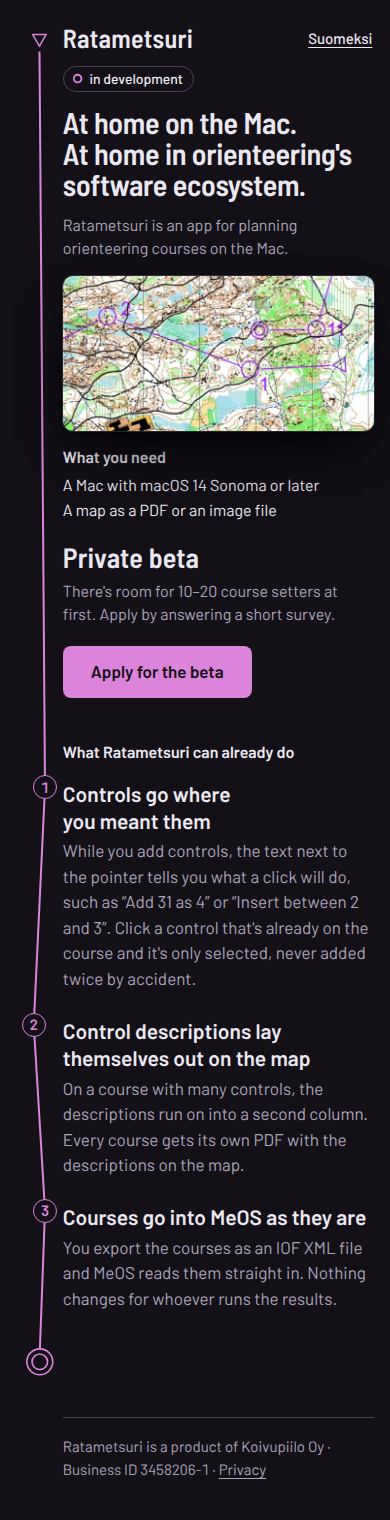 Ratametsuri
Suomeksi
in development
At home on the Mac.
At home in orienteering's
software ecosystem.
Ratametsuri is an app for planning
orienteering courses on the Mac.
2
11
1
What you need
A Mac with macOS 14 Sonoma or later
A map as a PDF or an image file
Private beta
There's room for 10–20 course setters at
first. Apply by answering a short survey.
Apply for the beta
What Ratametsuri can already do
1
Controls go where
you meant them
While you add controls, the text next to
the pointer tells you what a click will do,
such as “Add 31 as 4” or “Insert between 2
and 3”. Click a control that's already on the
course and it's only selected, never added
twice by accident.
2
Control descriptions lay
themselves out on the map
On a course with many controls, the
descriptions run on into a second column.
Every course gets its own PDF with the
descriptions on the map.
3
Courses go into MeOS as they are
You export the courses as an IOF XML file
and MeOS reads them straight in. Nothing
changes for whoever runs the results.
Ratametsuri is a product of Koivupiilo Oy ·
Business ID 3458206-1 · Privacy